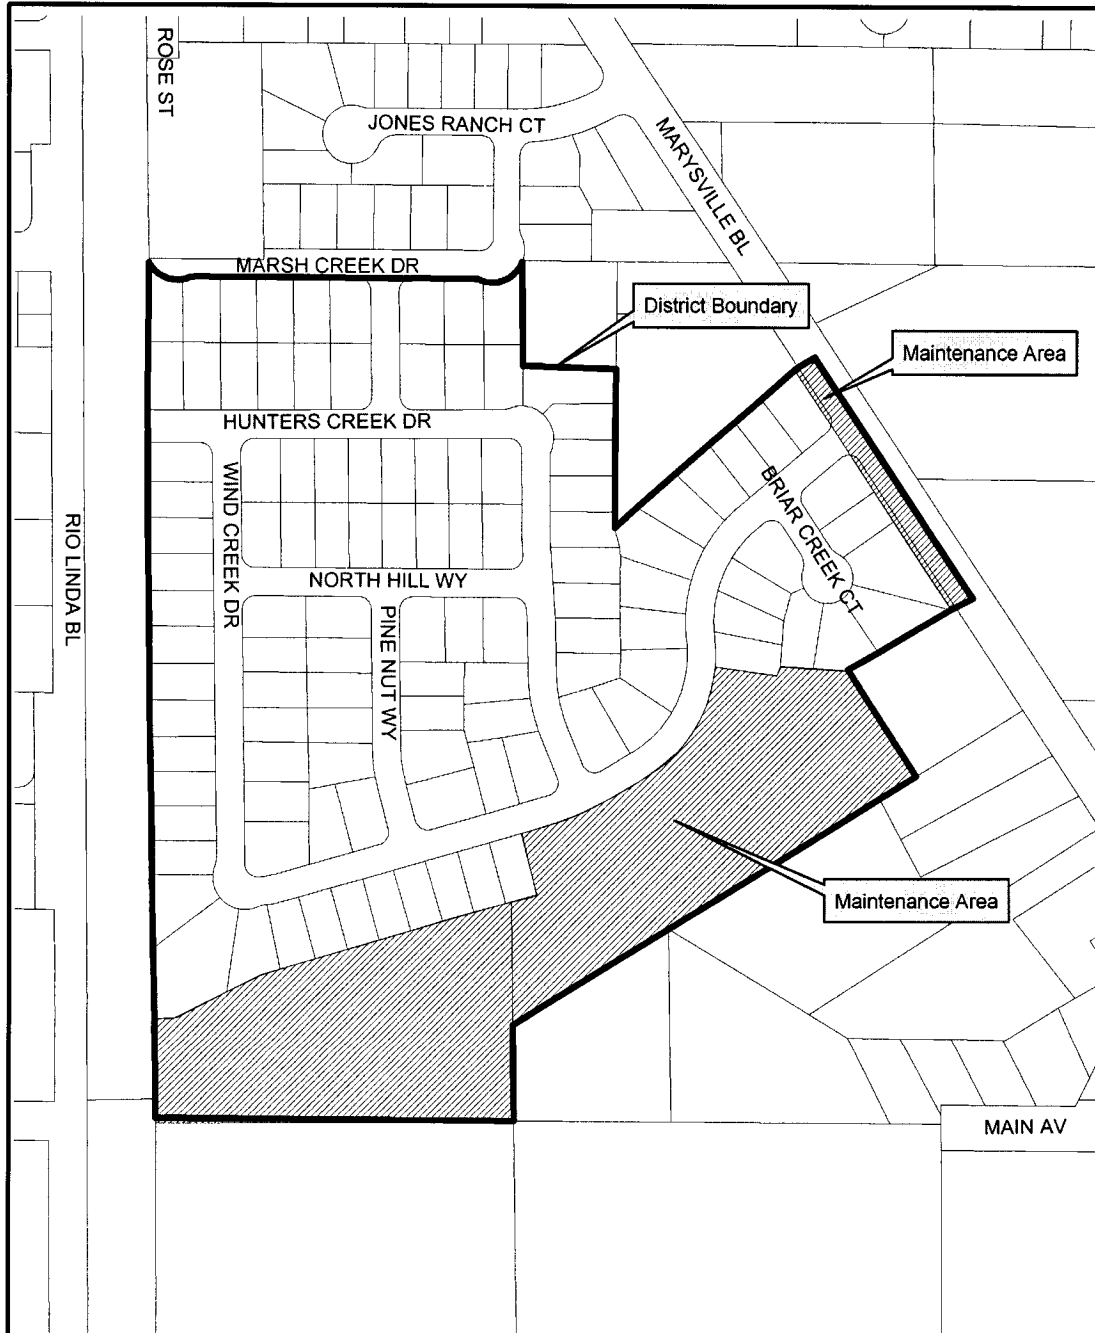 ROSE ST
JONES RANCH CT
MARYSVILLE BL
MARSH CREEK DR
District Boundary
Maintenance Area
HUNTERS CREEK DR
WIND CREEK DR
BRIAR CREEK CT
RIO LINDA BL
NORTH HILL WY
PINE NUT WY
Maintenance Area
MAIN AV